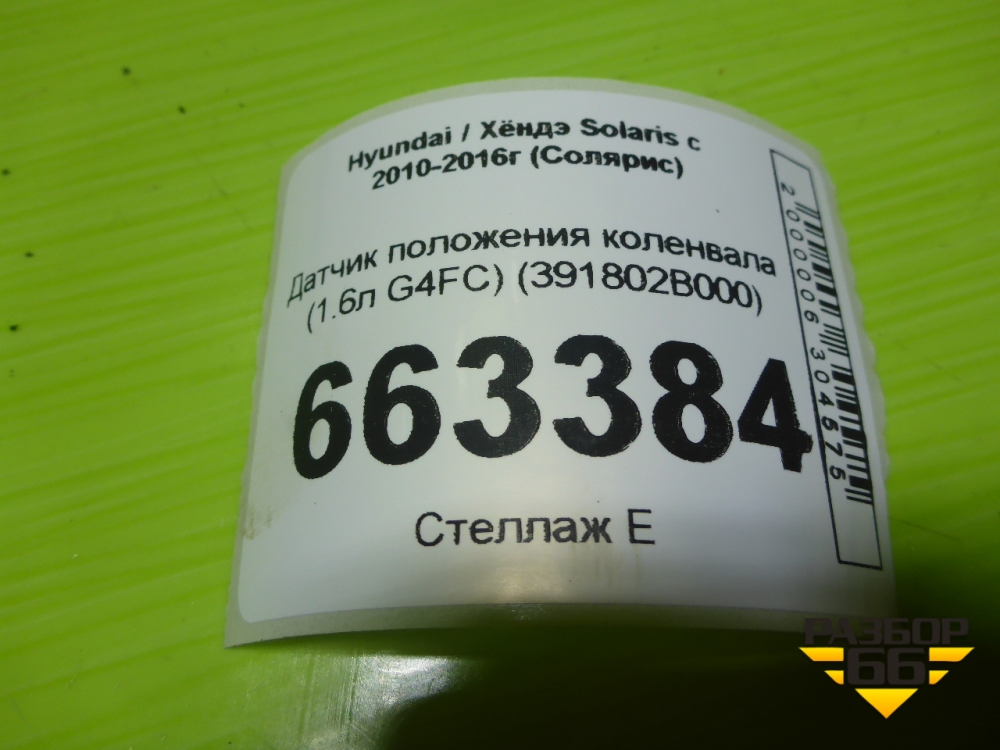 Hyundai / Хёндэ Solaris с
2010-2016г (Солярис)
Датчик положения коленвала
(1.6л G4FC) (391802B000)
663384
Стеллаж Е
2000006304675
РАЗБОР
66